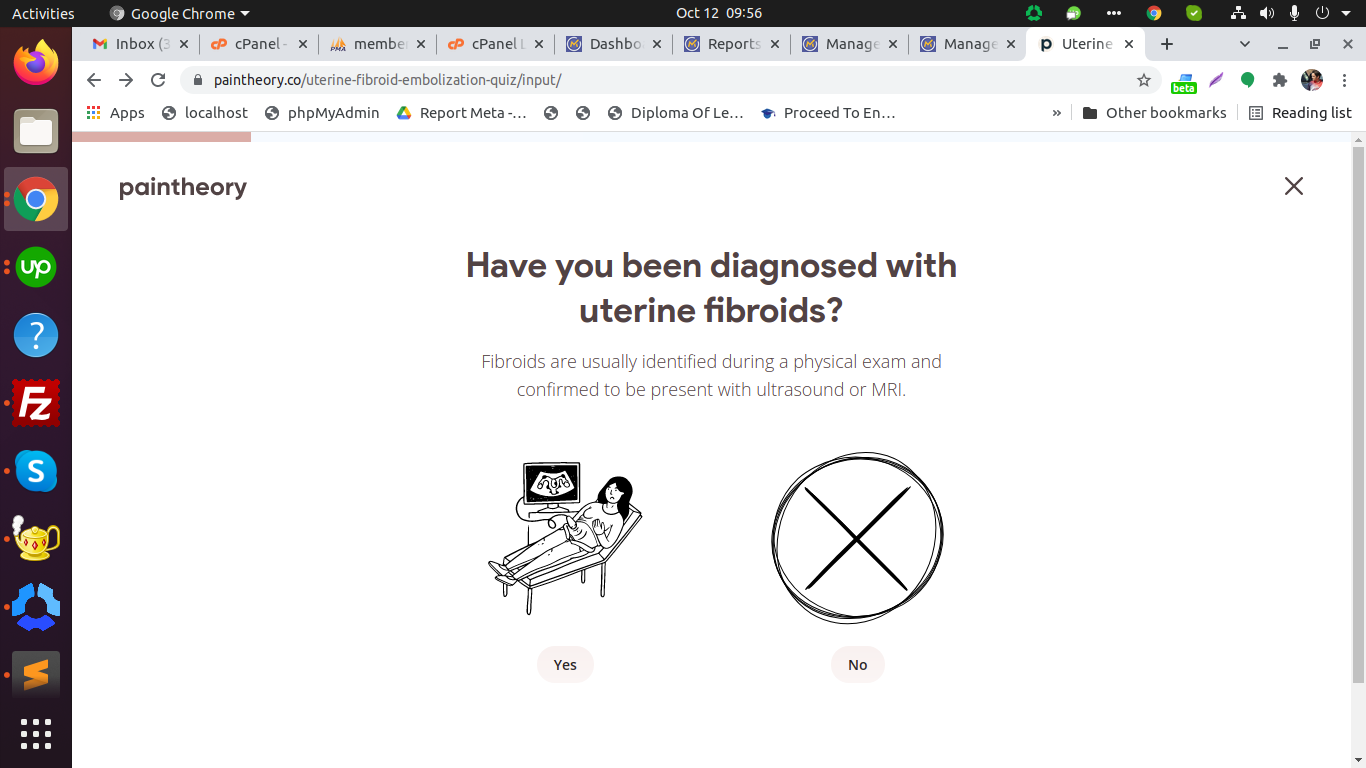 Activities
Google Chrome
Oct 12 09:56
Inbox (3
cPanel -
PMA
member
cPanel L
Dashbo
Reports
Manage
Manage
Uterine
paintheory.co/uterine-fibroid-embolization-quiz/input/
beta
Apps
localhost
phpMyAdmin
Report Meta -...
Diploma Of Le...
Proceed To En...
»
Other bookmarks
Reading list
paintheory
Have you been diagnosed with
uterine fibroids?
Fibroids are usually identified during a physical exam and
confirmed to be present with ultrasound or MRI.
Yes
No